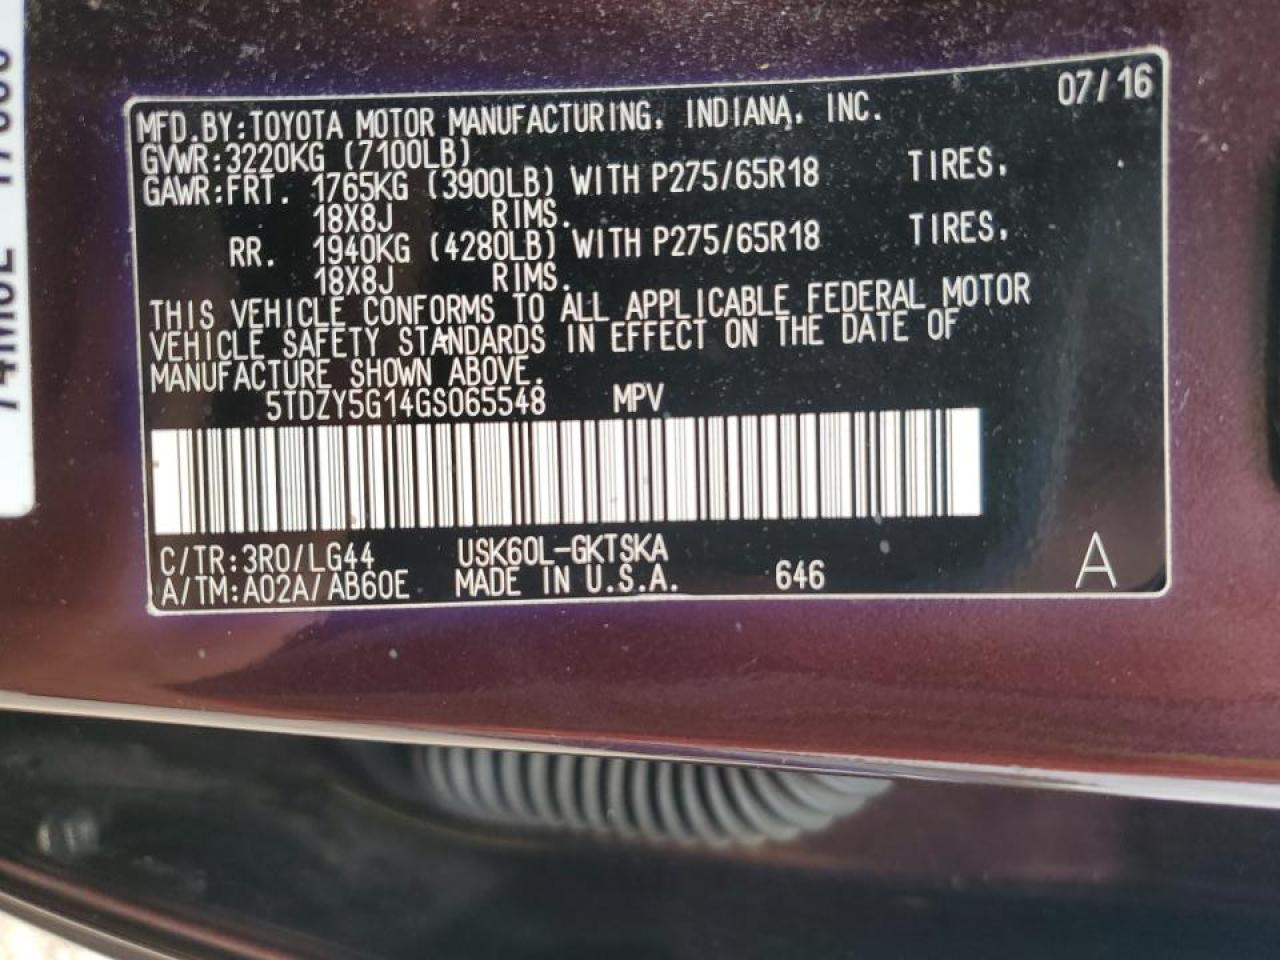 07/16
MFD.BY:TOYOTA MOTOR MANUFACTURING, INDIANA, INC.
GVWR:3220KG (7100LB)
GAWR:FRT. 1765KG (3900LB) WITH P275/65R18 TIRES,
18X8J RIMS.
RR. 1940KG (4280LB) WITH P275/65R18 TIRES,
18X8J RIMS.
THIS VEHICLE CONFORMS TO ALL APPLICABLE FEDERAL MOTOR
VEHICLE SAFETY STANDARDS IN EFFECT ON THE DATE OF
MANUFACTURE SHOWN ABOVE.
5TDZY5G14GS065548 MPV
C/TR:3R0/LG44 USK60L-GKTSKA
A/TM:A02A/AB60E MADE IN U.S.A. 646 A